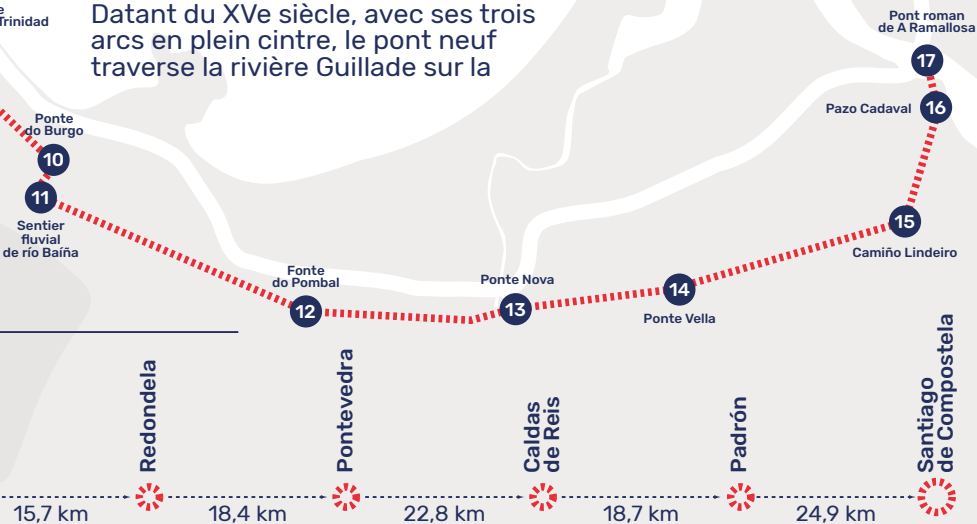 e
Trinidad
Datant du XVe siècle, avec ses trois
arcs en plein cintre, le pont neuf
traverse la rivière Guillade sur la
Pont roman
de A Ramallosa
17
Pazo Cadaval
16
Ponte
do Burgo
10
11
Sentier
fluvial
de río Baíña
15
Camiño Lindeiro
Fonte
do Pombal
12
Ponte Nova
13
14
Ponte Vella
Redondela
Pontevedra
Caldas
de Reis
Padrón
Santiago
de Compostela
15,7 km
18,4 km
22,8 km
18,7 km
24,9 km